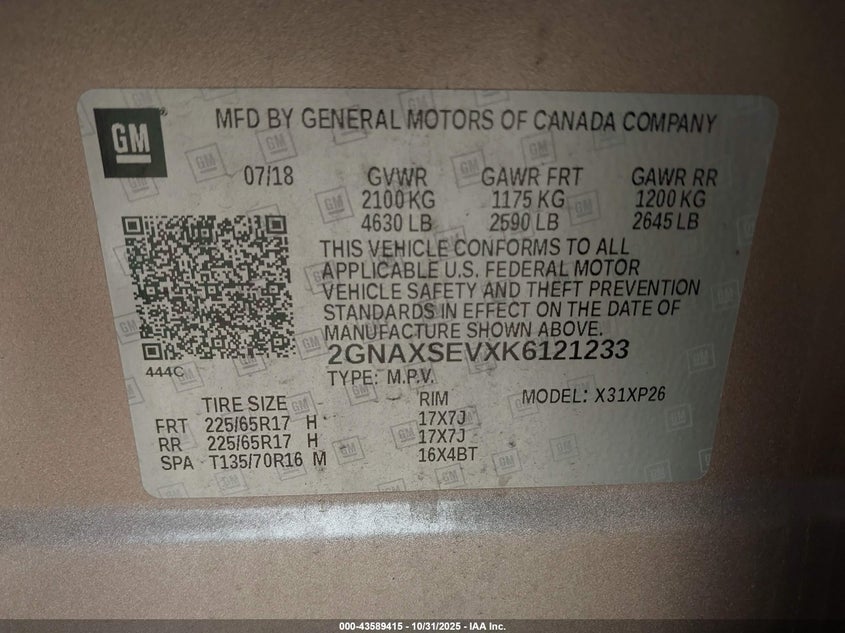 GM
MFD BY GENERAL MOTORS OF CANADA COMPANY
07/18 GVWR GAWR FRT GAWR RR
2100 KG 1175 KG 1200 KG
4630 LB 2590 LB 2645 LB
THIS VEHICLE CONFORMS TO ALL
APPLICABLE U.S. FEDERAL MOTOR
VEHICLE SAFETY AND THEFT PREVENTION
STANDARDS IN EFFECT ON THE DATE OF
MANUFACTURE SHOWN ABOVE.
2GNAXSEVXK6121233
444C
TYPE: M.P.V.
TIRE SIZE RIM MODEL: X31XP26
FRT 225/65R17 H 17X7J
RR 225/65R17 H 17X7J
SPA T135/70R16 M 16X4BT
000-43589415 - 10/31/2025 - IAA Inc.